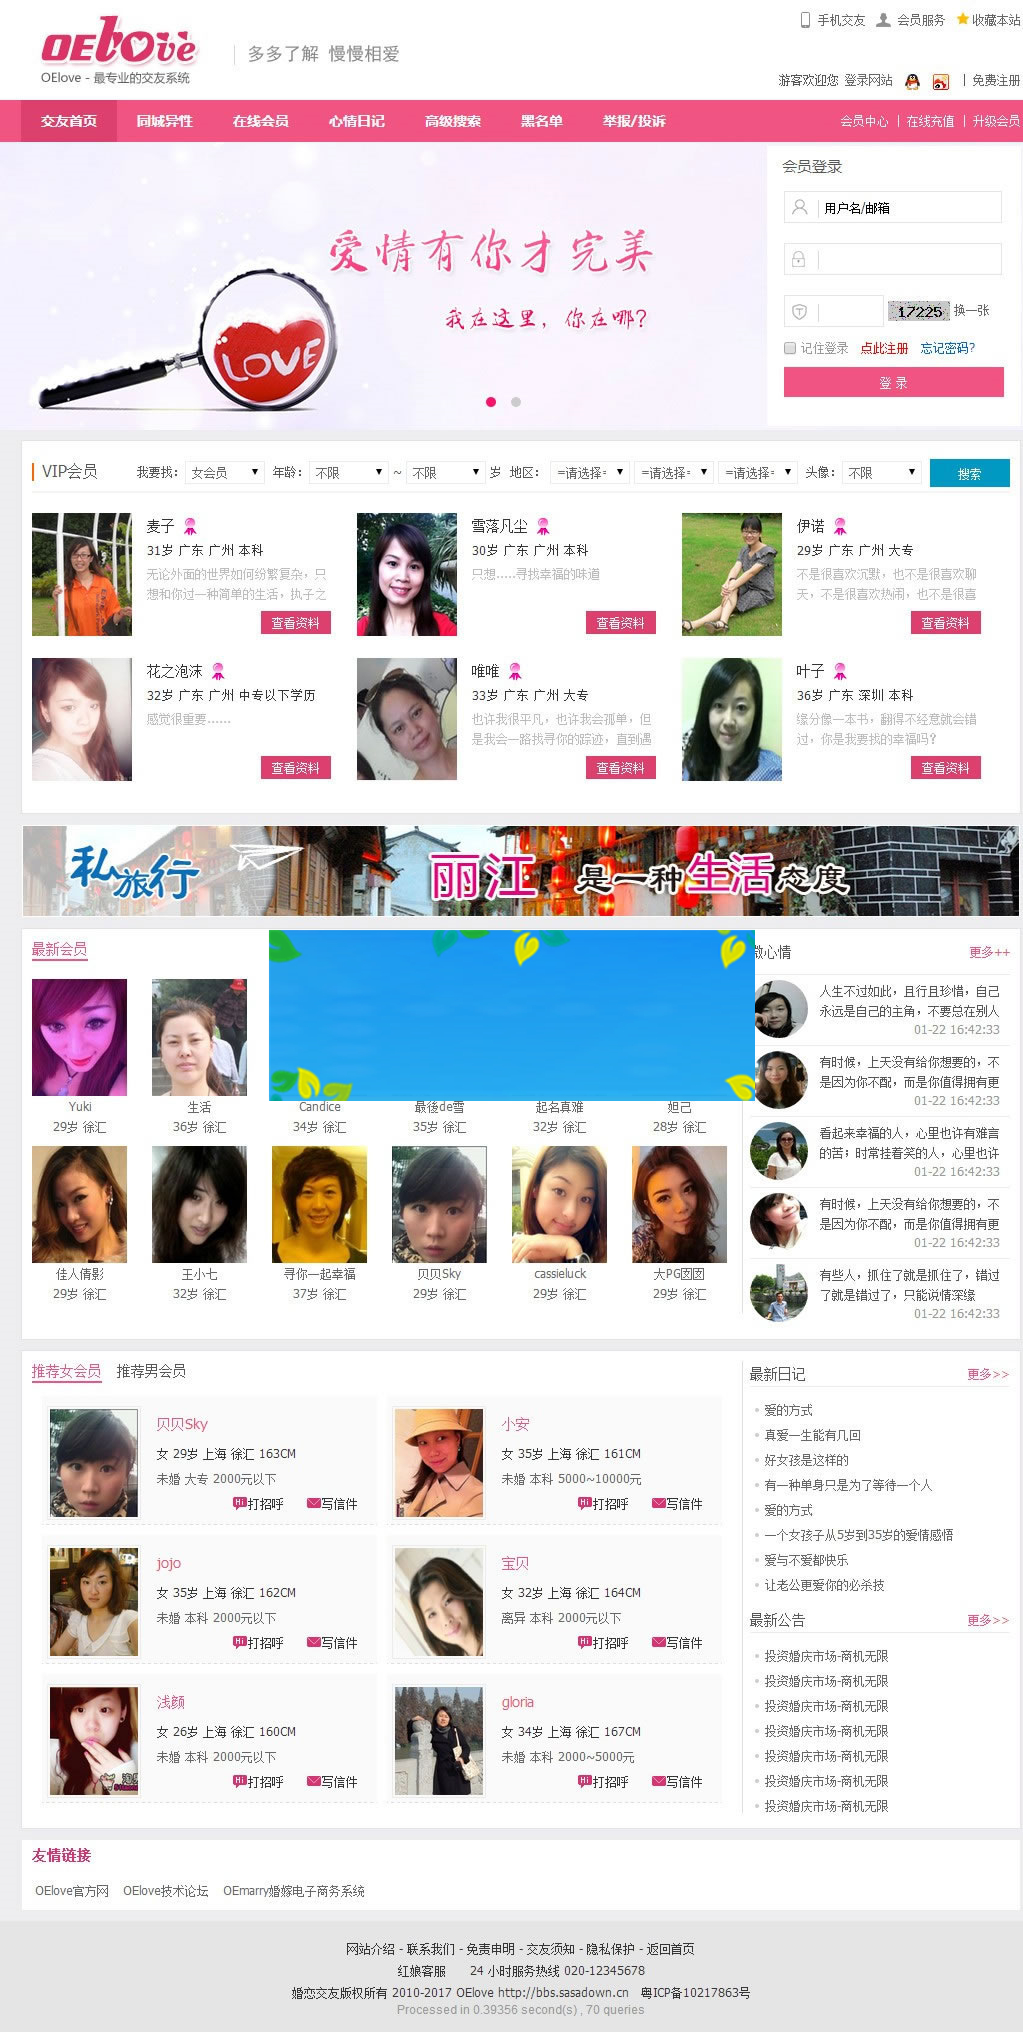 手机交友 会员服务 收藏本站
OElove
OElove - 最专业的交友系统
多多了解 慢慢相爱
游客欢迎您 登录网站 | 免费注册
交友首页 同城异性 在线会员 心情日记 高级搜索 黑名单 举报/投诉 会员中心 | 在线充值 | 升级会员
爱情有你才完美
我在这里，你在哪?
LOVE
会员登录
用户名/邮箱
17225 换一张
记住登录 点此注册 忘记密码?
登 录
VIP会员 我要找： 女会员 年龄： 不限 ~ 不限 岁 地区： =请选择= =请选择= =请选择= 头像： 不限 搜索
麦子
31岁 广东 广州 本科
无论外面的世界如何纷繁复杂，只
想和你过一种简单的生活，执子之
查看资料
雪落凡尘
30岁 广东 广州 本科
只想.....寻找幸福的味道
查看资料
伊诺
29岁 广东 广州 大专
不是很喜欢沉默，也不是很喜欢聊
天，不是很喜欢热闹，也不是很喜
查看资料
花之泡沫
32岁 广东 广州 中专以下学历
感觉很重要......
查看资料
唯唯
33岁 广东 广州 大专
也许我很平凡，也许我会孤单，但
是我会一路找寻你的踪迹，直到遇
查看资料
叶子
36岁 广东 深圳 本科
缘分像一本书，翻得不经意就会错
过，你是我要找的幸福吗？
查看资料
私旅行 丽江 是一种生活态度
最新会员
Yuki 生活 Candice 最後de雪 起名真难 妲己
29岁 徐汇 36岁 徐汇 34岁 徐汇 35岁 徐汇 32岁 徐汇 28岁 徐汇
佳人倩影 王小七 寻你一起幸福 贝贝Sky cassieluck 大PG囡囡
29岁 徐汇 32岁 徐汇 37岁 徐汇 29岁 徐汇 29岁 徐汇 29岁 徐汇
微心情 更多++
人生不过如此，且行且珍惜，自己
永远是自己的主角，不要总在别人
01-22 16:42:33
有时候，上天没有给你想要的，不
是因为你不配，而是你值得拥有更
01-22 16:42:33
看起来幸福的人，心里也许有难言
的苦；时常挂着笑的人，心里也许
01-22 16:42:33
有时候，上天没有给你想要的，不
是因为你不配，而是你值得拥有更
01-22 16:42:33
有些人，抓住了就是抓住了，错过
了就是错过了，只能说情深缘
01-22 16:42:33
推荐女会员 推荐男会员
贝贝Sky
女 29岁 上海 徐汇 163CM
未婚 大专 2000元以下
打招呼 写信件
小安
女 35岁 上海 徐汇 161CM
未婚 本科 5000~10000元
打招呼 写信件
jojo
女 35岁 上海 徐汇 162CM
未婚 本科 2000元以下
打招呼 写信件
宝贝
女 32岁 上海 徐汇 164CM
离异 本科 2000元以下
打招呼 写信件
浅颜
女 26岁 上海 徐汇 160CM
未婚 本科 2000元以下
打招呼 写信件
gloria
女 34岁 上海 徐汇 167CM
未婚 本科 2000~5000元
打招呼 写信件
最新日记 更多>>
爱的方式
真爱一生能有几回
好女孩是这样的
有一种单身只是为了等待一个人
爱的方式
一个女孩子从5岁到35岁的爱情感悟
爱与不爱都快乐
让老公更爱你的必杀技
最新公告 更多>>
投资婚庆市场-商机无限
投资婚庆市场-商机无限
投资婚庆市场-商机无限
投资婚庆市场-商机无限
投资婚庆市场-商机无限
投资婚庆市场-商机无限
投资婚庆市场-商机无限
友情链接
OElove官方网 OElove技术论坛 OEmarry婚嫁电子商务系统
网站介绍 - 联系我们 - 免责申明 - 交友须知 - 隐私保护 - 返回首页
红娘客服 24 小时服务热线 020-12345678
婚恋交友版权所有 2010-2017 OElove http://bbs.sasadown.cn 粤ICP备10217863号
Processed in 0.39356 second(s) , 70 queries